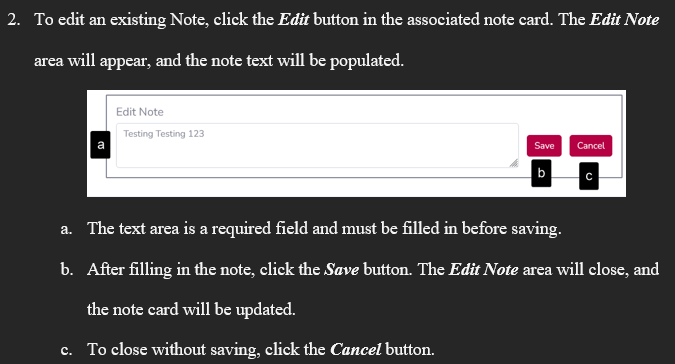 2. To edit an existing Note, click the Edit button in the associated note card. The Edit Note
area will appear, and the note text will be populated.
Edit Note
Testing Testing 123
a
Save
Cancel
b
c
a. The text area is a required field and must be filled in before saving.
b. After filling in the note, click the Save button. The Edit Note area will close, and
the note card will be updated.
c. To close without saving, click the Cancel button.